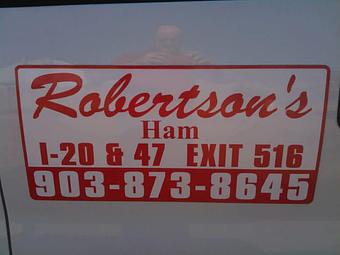 Robertson's
Ham
I-20 & 47 EXIT 516
903-873-8645